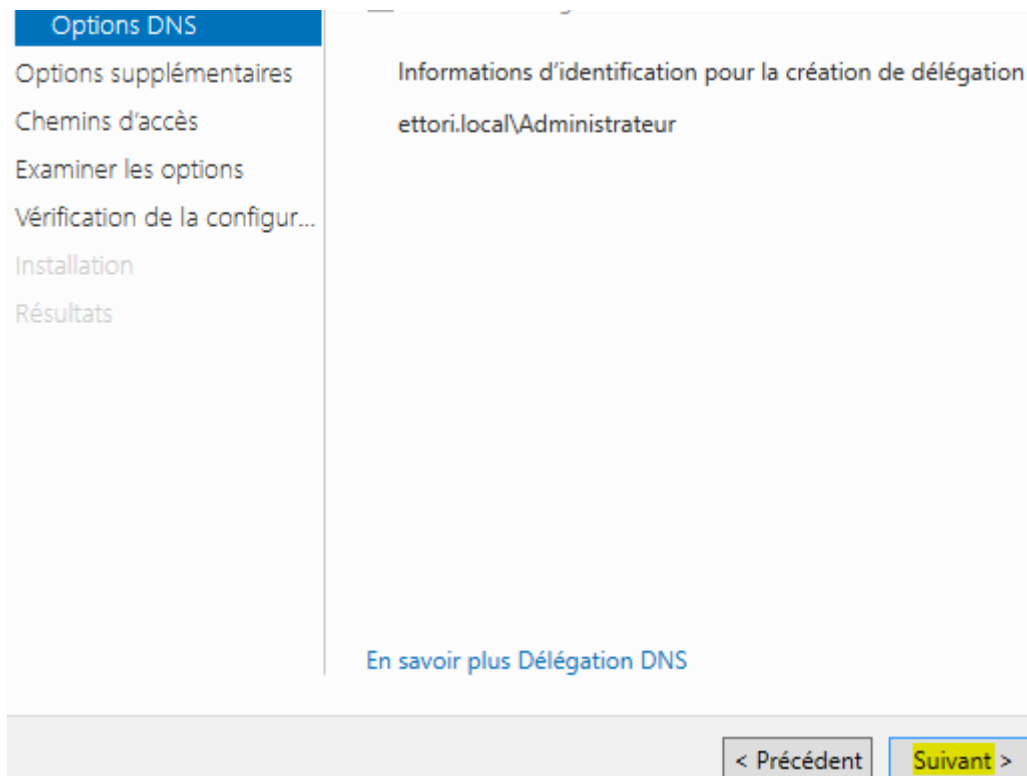 Options DNS
Options supplémentaires
Informations d’identification pour la création de délégation
Chemins d’accès
ettori.local\Administrateur
Examiner les options
Vérification de la configur...
Installation
Résultats
En savoir plus Délégation DNS
< Précédent
Suivant >